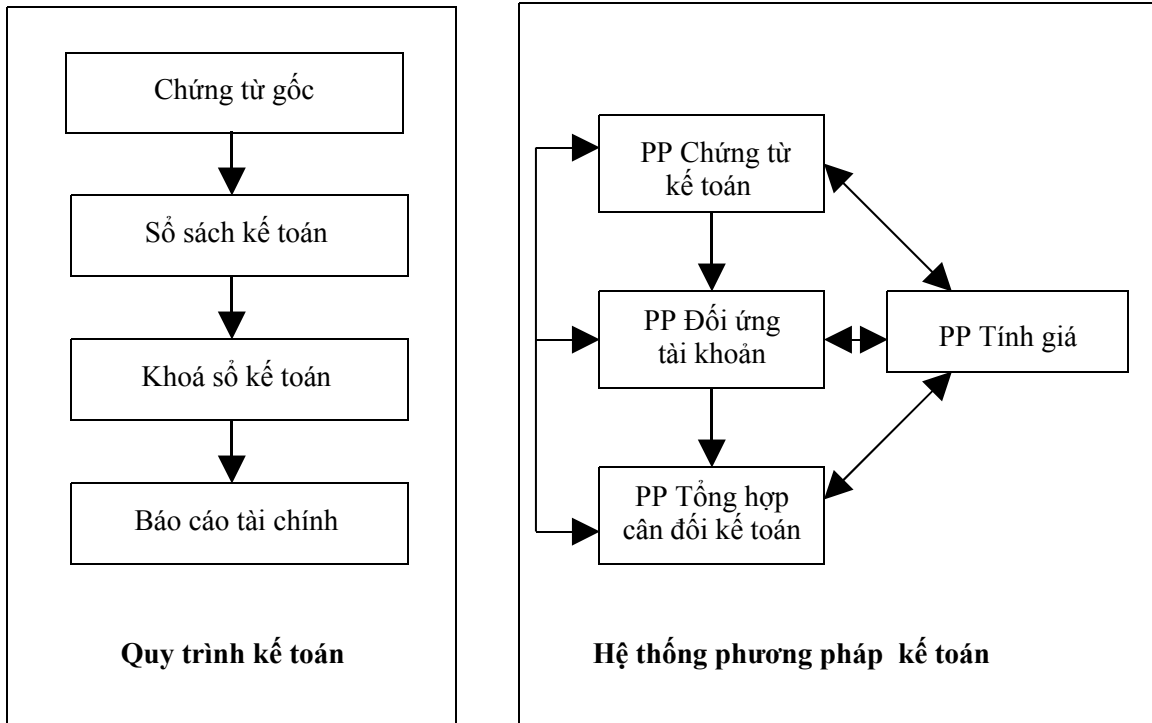 Chứng từ gốc
Sổ sách kế toán
Khoá sổ kế toán
Báo cáo tài chính
Quy trình kế toán
PP Chứng từ
kế toán
PP Đối ứng
tài khoản
PP Tính giá
PP Tổng hợp
cân đối kế toán
Hệ thống phương pháp kế toán